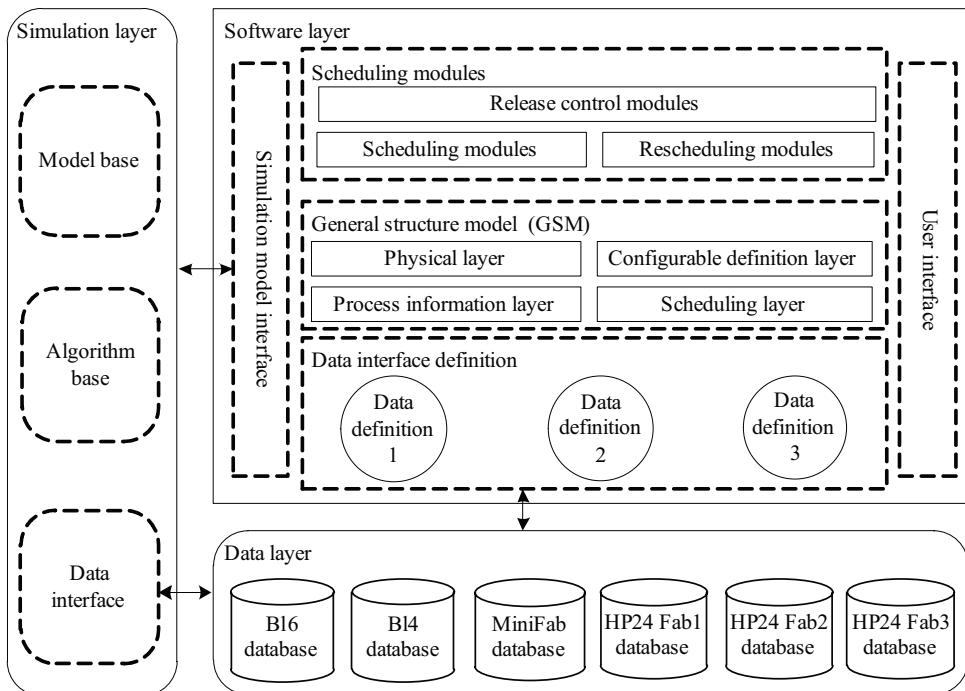 Simulation layer
Model base
Algorithm
base
Data
interface
Software layer
Simulation model interface
Scheduling modules
Release control modules
Scheduling modules
Rescheduling modules
General structure model (GSM)
Physical layer
Configurable definition layer
Process information layer
Scheduling layer
Data interface definition
Data
definition
1
Data
definition
2
Data
definition
3
User interface
Data layer
Bl6
database
Bl4
database
MiniFab
database
HP24 Fab1
database
HP24 Fab2
database
HP24 Fab3
database